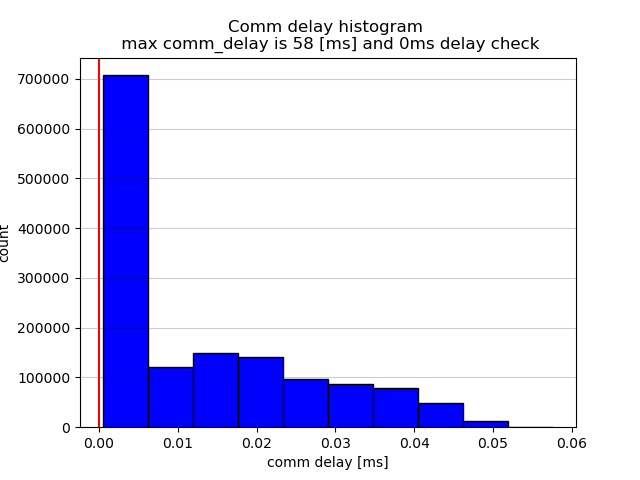 Comm delay histogram
max comm_delay is 58 [ms] and 0ms delay check
700000
600000
500000
400000
300000
200000
100000
0
count
0.00 0.01 0.02 0.03 0.04 0.05 0.06
comm delay [ms]